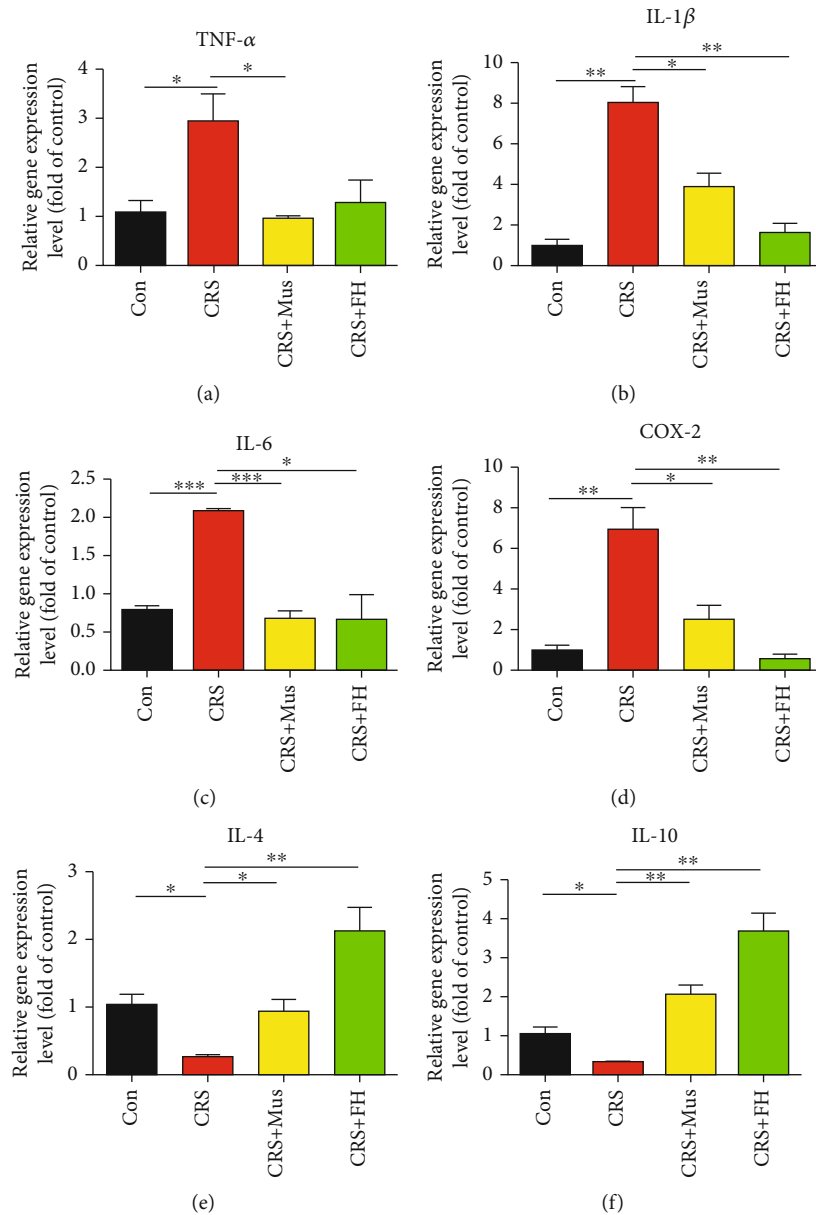 TNF-α
Relative gene expression
level (fold of control)
4
3
2
1
0
* *
Con
CRS
CRS+Mus
CRS+FH
(a)
IL-1β
Relative gene expression
level (fold of control)
10
8
6
4
2
0
** * **
Con
CRS
CRS+Mus
CRS+FH
(b)
IL-6
Relative gene expression
level (fold of control)
2.5
2.0
1.5
1.0
0.5
0.0
*** *** *
Con
CRS
CRS+Mus
CRS+FH
(c)
COX-2
Relative gene expression
level (fold of control)
10
8
6
4
2
0
** * **
Con
CRS
CRS+Mus
CRS+FH
(d)
IL-4
Relative gene expression
level (fold of control)
3
2
1
0
* * **
Con
CRS
CRS+Mus
CRS+FH
(e)
IL-10
Relative gene expression
level (fold of control)
5
4
3
2
1
0
* ** **
Con
CRS
CRS+Mus
CRS+FH
(f)